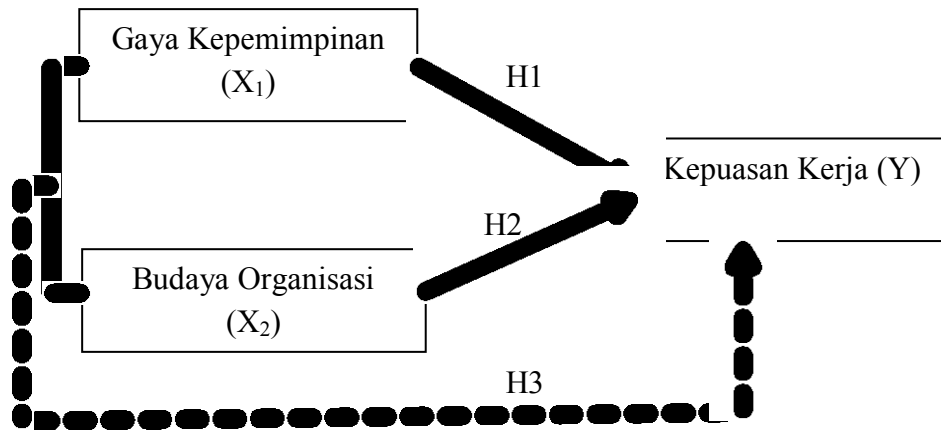 Gaya Kepemimpinan
(X₁)
H1
Kepuasan Kerja (Y)
H2
Budaya Organisasi
(X₂)
H3